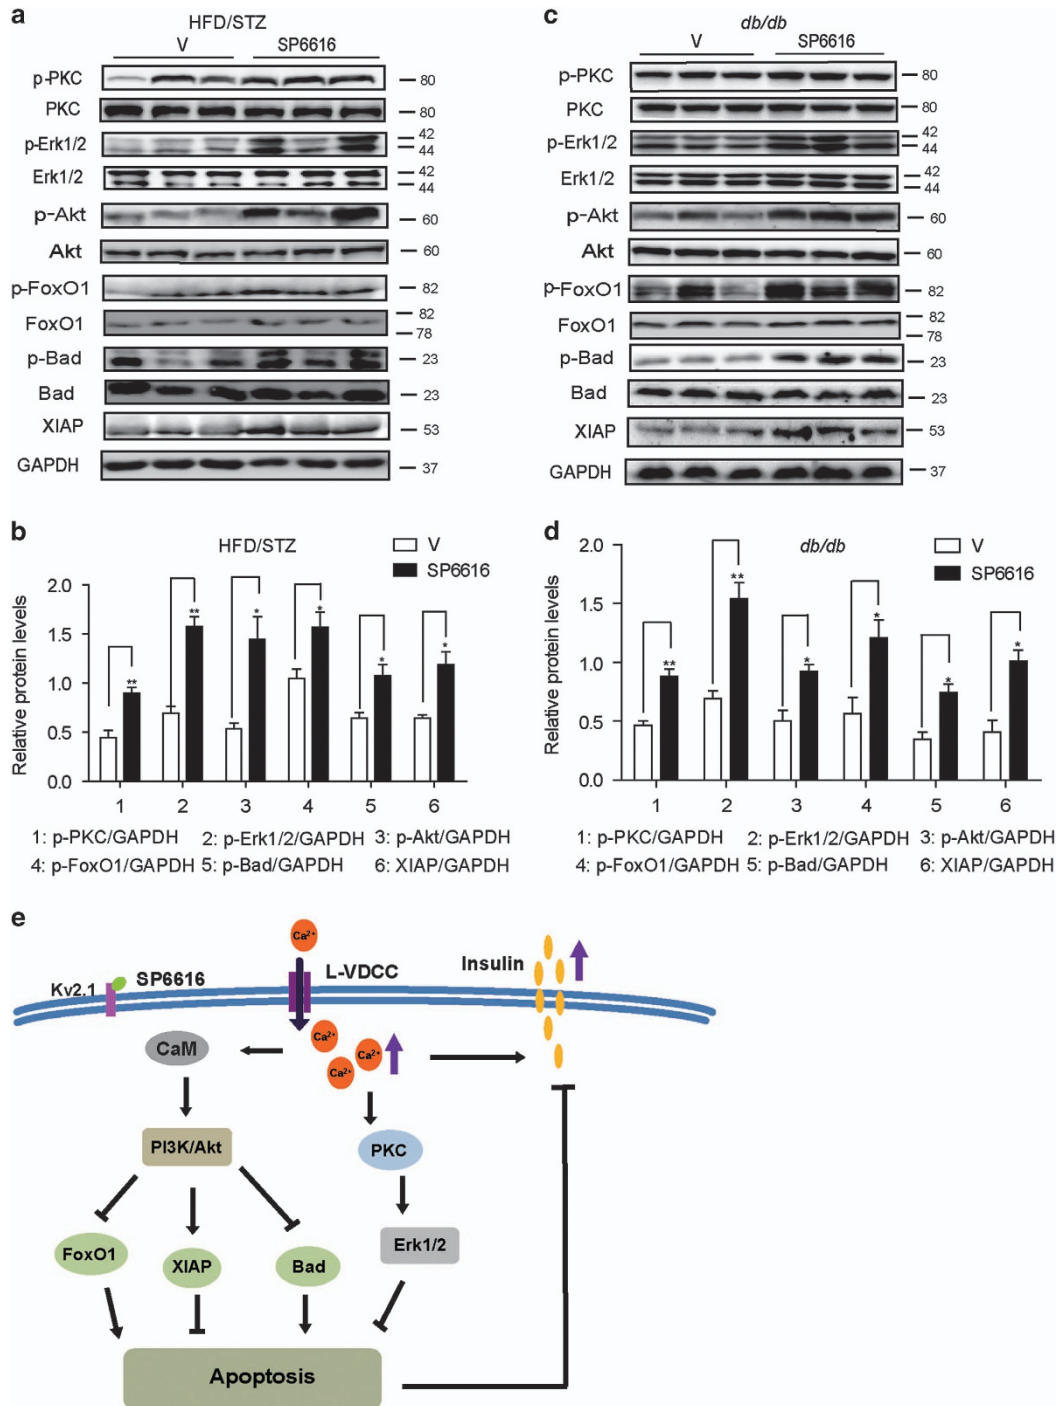 a
HFD/STZ
V SP6616
p-PKC 80
PKC 80
p-Erk1/2 42
44
Erk1/2 42
44
p-Akt 60
Akt 60
p-FoxO1 82
FoxO1 82
78
p-Bad 23
Bad 23
XIAP 53
GAPDH 37
c
db/db
V SP6616
p-PKC 80
PKC 80
p-Erk1/2 42
44
Erk1/2 42
44
p-Akt 60
Akt 60
p-FoxO1 82
FoxO1 82
78
p-Bad 23
Bad 23
XIAP 53
GAPDH 37
b
HFD/STZ
V
SP6616
Relative protein levels
2.0
1.5
1.0
0.5
0.0
** ** * * * *
1 2 3 4 5 6
1: p-PKC/GAPDH 2: p-Erk1/2/GAPDH 3: p-Akt/GAPDH
4: p-FoxO1/GAPDH 5: p-Bad/GAPDH 6: XIAP/GAPDH
d
db/db
V
SP6616
Relative protein levels
2.0
1.5
1.0
0.5
0.0
** ** * * * *
1 2 3 4 5 6
1: p-PKC/GAPDH 2: p-Erk1/2/GAPDH 3: p-Akt/GAPDH
4: p-FoxO1/GAPDH 5: p-Bad/GAPDH 6: XIAP/GAPDH
e
Ca²⁺
Kv2.1 SP6616 L-VDCC Insulin
Ca²⁺
Ca²⁺
Ca²⁺
CaM
PI3K/Akt PKC
FoxO1 XIAP Bad Erk1/2
Apoptosis